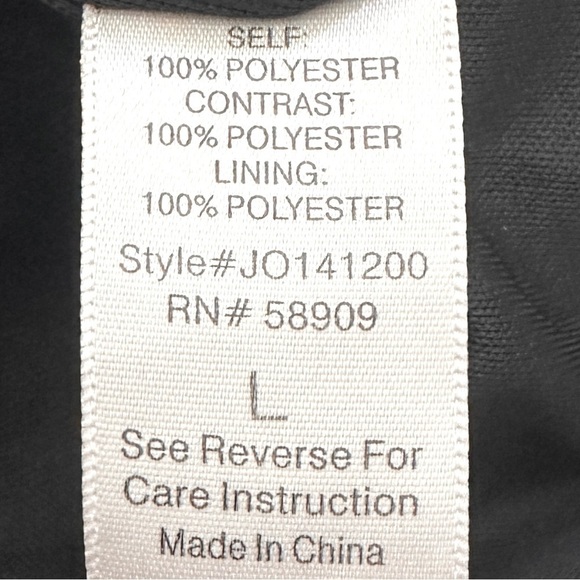 SELF:
100% POLYESTER
CONTRAST:
100% POLYESTER
LINING:
100% POLYESTER
Style#JO141200
RN# 58909
L
See Reverse For
Care Instruction
Made In China